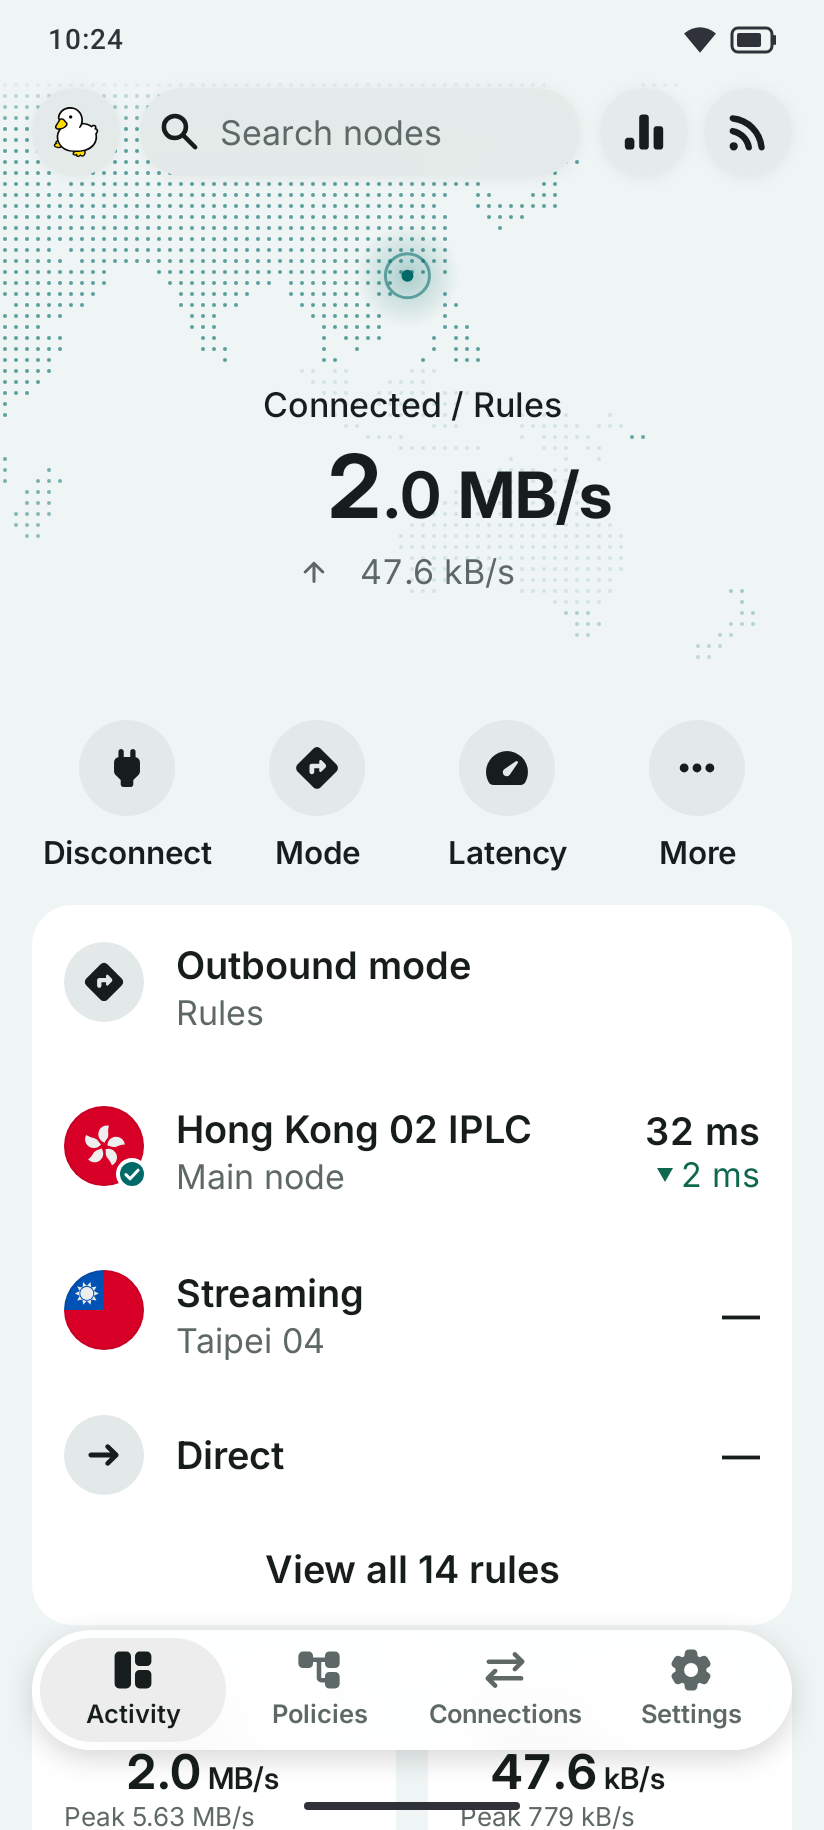 10:24
Search nodes
Connected / Rules
2.0 MB/s
↑ 47.6 kB/s
Disconnect
Mode
Latency
More
Outbound mode
Rules
Hong Kong 02 IPLC
32 ms
Main node
▼2 ms
Streaming
—
Taipei 04
Direct
—
View all 14 rules
Activity
Policies
Connections
Settings
2.0 MB/s
47.6 kB/s
Peak 5.63 MB/s
Peak 779 kB/s